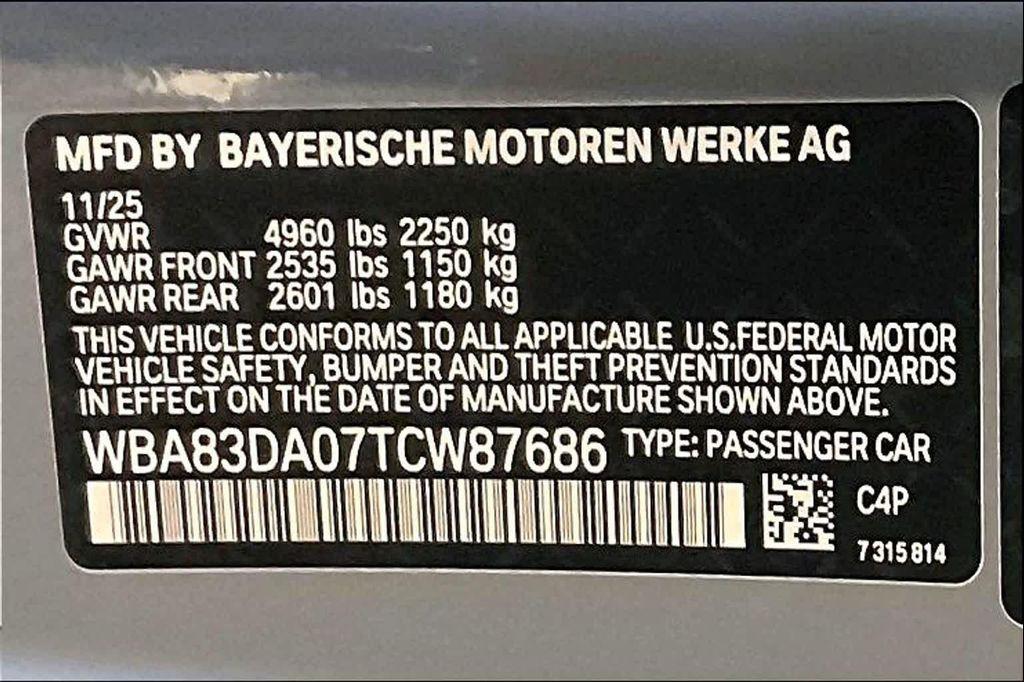 MFD BY BAYERISCHE MOTOREN WERKE AG
11/25
GVWR 4960 lbs 2250 kg
GAWR FRONT 2535 lbs 1150 kg
GAWR REAR 2601 lbs 1180 kg
THIS VEHICLE CONFORMS TO ALL APPLICABLE U.S.FEDERAL MOTOR
VEHICLE SAFETY, BUMPER AND THEFT PREVENTION STANDARDS
IN EFFECT ON THE DATE OF MANUFACTURE SHOWN ABOVE.
WBA83DA07TCW87686 TYPE: PASSENGER CAR
C4P
7315814